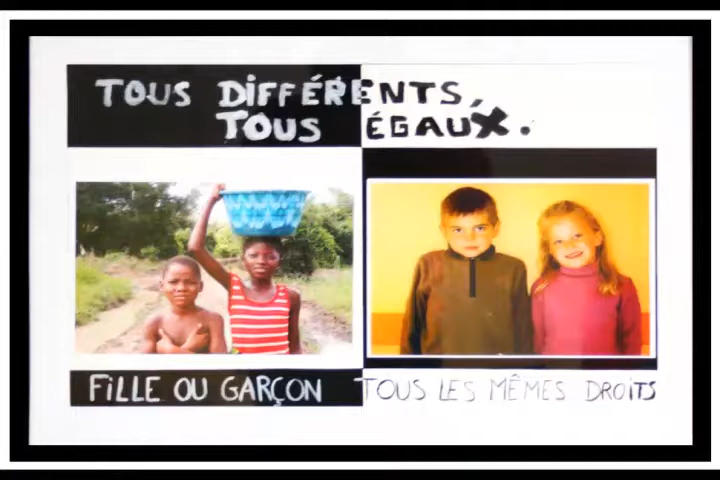 TOUS DIFFÉRENTS,
TOUS ÉGAUX.
FILLE OU GARÇON TOUS LES MÊMES DROITS